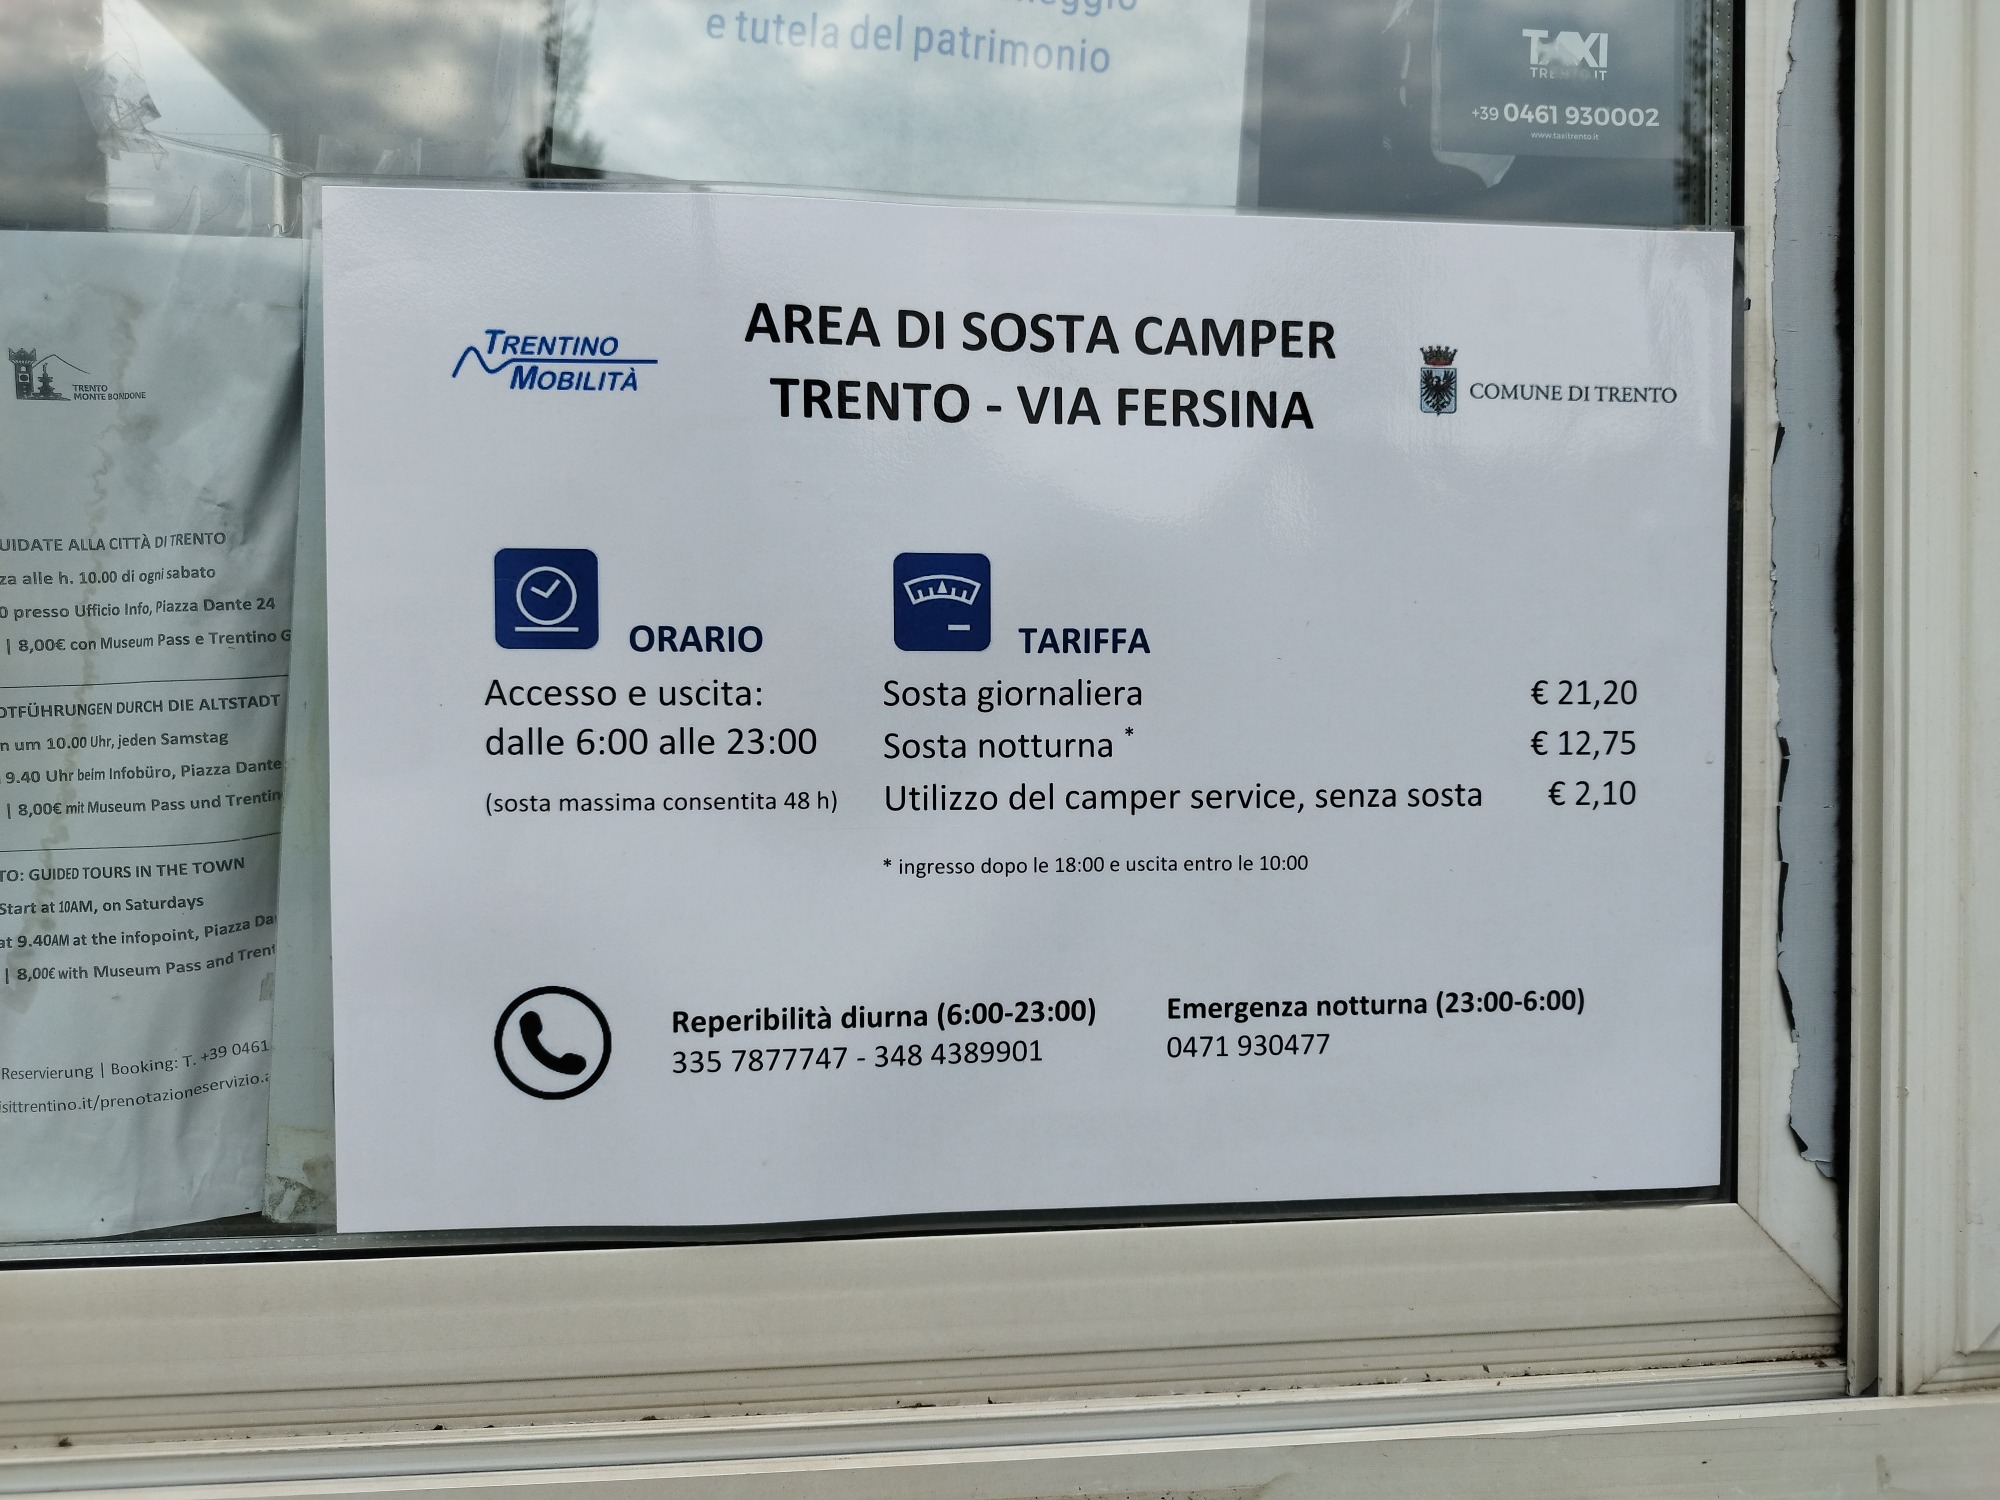 e tutela del patrimonio
TAXI
TRENTO.IT
+39 0461 930002
www.taxitrento.it
TRENTINO
MOBILITÀ
AREA DI SOSTA CAMPER
TRENTO - VIA FERSINA
COMUNE DI TRENTO
ORARIO
Accesso e uscita:
dalle 6:00 alle 23:00
(sosta massima consentita 48 h)
TARIFFA
Sosta giornaliera € 21,20
Sosta notturna * € 12,75
Utilizzo del camper service, senza sosta € 2,10
* ingresso dopo le 18:00 e uscita entro le 10:00
Reperibilità diurna (6:00-23:00)
335 7877747 - 348 4389901
Emergenza notturna (23:00-6:00)
0471 930477
TRENTO
MONTE BONDONE
UIDATE ALLA CITTÀ DI TRENTO
za alle h. 10.00 di ogni sabato
0 presso Ufficio Info, Piazza Dante 24
| 8,00€ con Museum Pass e Trentino G
OTFÜHRUNGEN DURCH DIE ALTSTADT
n um 10.00 Uhr, jeden Samstag
9.40 Uhr beim Infobüro, Piazza Dante
| 8,00€ mit Museum Pass und Trentin
TO: GUIDED TOURS IN THE TOWN
Start at 10AM, on Saturdays
at 9.40AM at the infopoint, Piazza Da
| 8,00€ with Museum Pass and Trent
Reservierung | Booking: T. +39 0461
isittrentino.it/prenotazioneservizio.